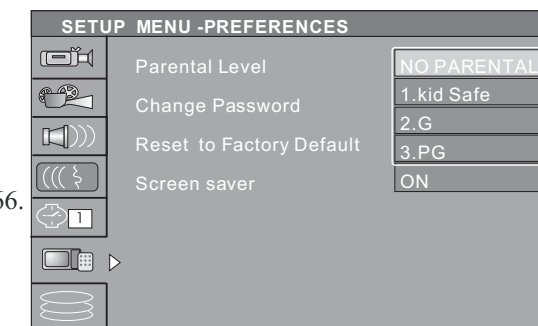 SETUP MENU -PREFERENCES
Parental Level
NO PARENTAL
1.kid Safe
Change Password
2.G
Reset to Factory Default
3.PG
Screen saver
ON
1